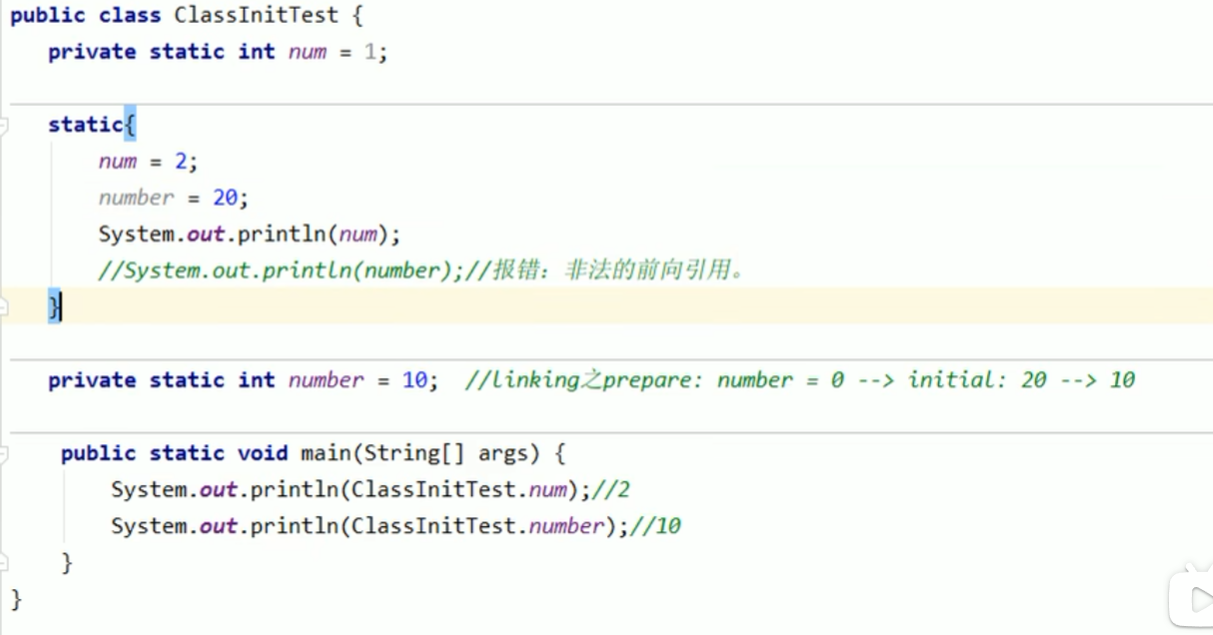 public class ClassInitTest {
private static int num = 1;
static{
num = 2;
number = 20;
System.out.println(num);
//System.out.println(number);//报错：非法的前向引用。
}
private static int number = 10;  //linking之prepare: number = 0 --> initial: 20 --> 10
public static void main(String[] args) {
System.out.println(ClassInitTest.num);//2
System.out.println(ClassInitTest.number);//10
}
}